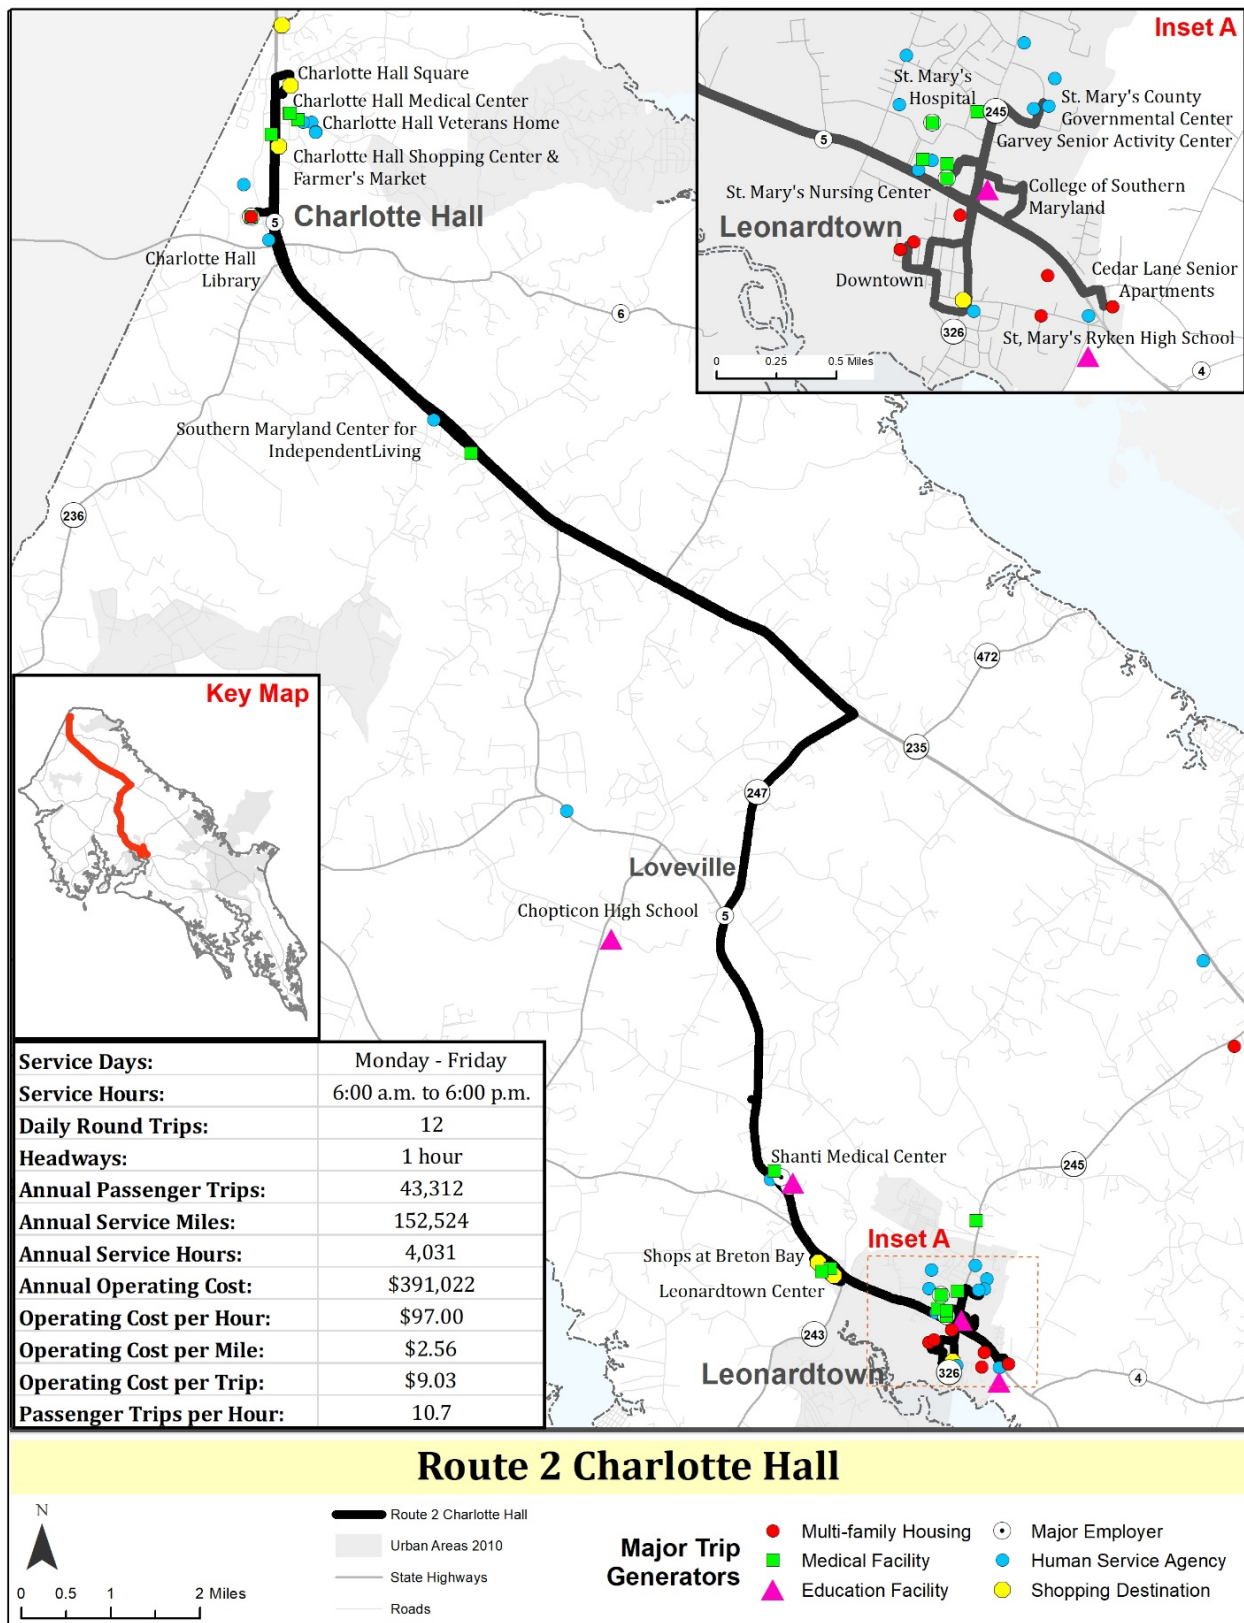 Inset A
St. Mary's
Hospital
245
St. Mary's County
Governmental Center
Garvey Senior Activity Center
5
St. Mary's Nursing Center
College of Southern
Maryland
Leonardtown
Downtown
Cedar Lane Senior
Apartments
326
St, Mary's Ryken High School
0 0.25 0.5 Miles
4
Charlotte Hall Square
Charlotte Hall Medical Center
Charlotte Hall Veterans Home
Charlotte Hall Shopping Center &
Farmer's Market
5
Charlotte Hall
Charlotte Hall
Library
6
Southern Maryland Center for
IndependentLiving
236
472
235
247
Key Map
Loveville
Chopticon High School
5
Shanti Medical Center
245
Inset A
Shops at Breton Bay
Leonardtown Center
243
Leonardtown
326
4
Service Days: Monday - Friday
Service Hours: 6:00 a.m. to 6:00 p.m.
Daily Round Trips: 12
Headways: 1 hour
Annual Passenger Trips: 43,312
Annual Service Miles: 152,524
Annual Service Hours: 4,031
Annual Operating Cost: $391,022
Operating Cost per Hour: $97.00
Operating Cost per Mile: $2.56
Operating Cost per Trip: $9.03
Passenger Trips per Hour: 10.7
Route 2 Charlotte Hall
N
0 0.5 1 2 Miles
Route 2 Charlotte Hall
Urban Areas 2010
State Highways
Roads
Major Trip
Generators
Multi-family Housing
Medical Facility
Education Facility
Major Employer
Human Service Agency
Shopping Destination